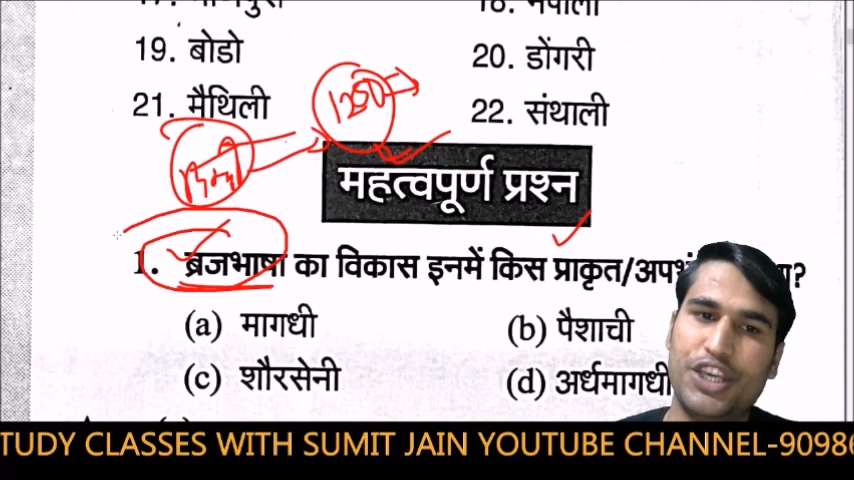 19. बोडो
20. डोंगरी
21. मैथिली
22. संथाली
1250
महत्वपूर्ण प्रश्न
1. ब्रजभाषा का विकास इनमें किस प्राकृत/
(a) मागधी
(b) पैशाची
(c) शौरसेनी
(d) अर्धमागधी
TUDY CLASSES WITH SUMIT JAIN YOUTUBE CHANNEL-9098